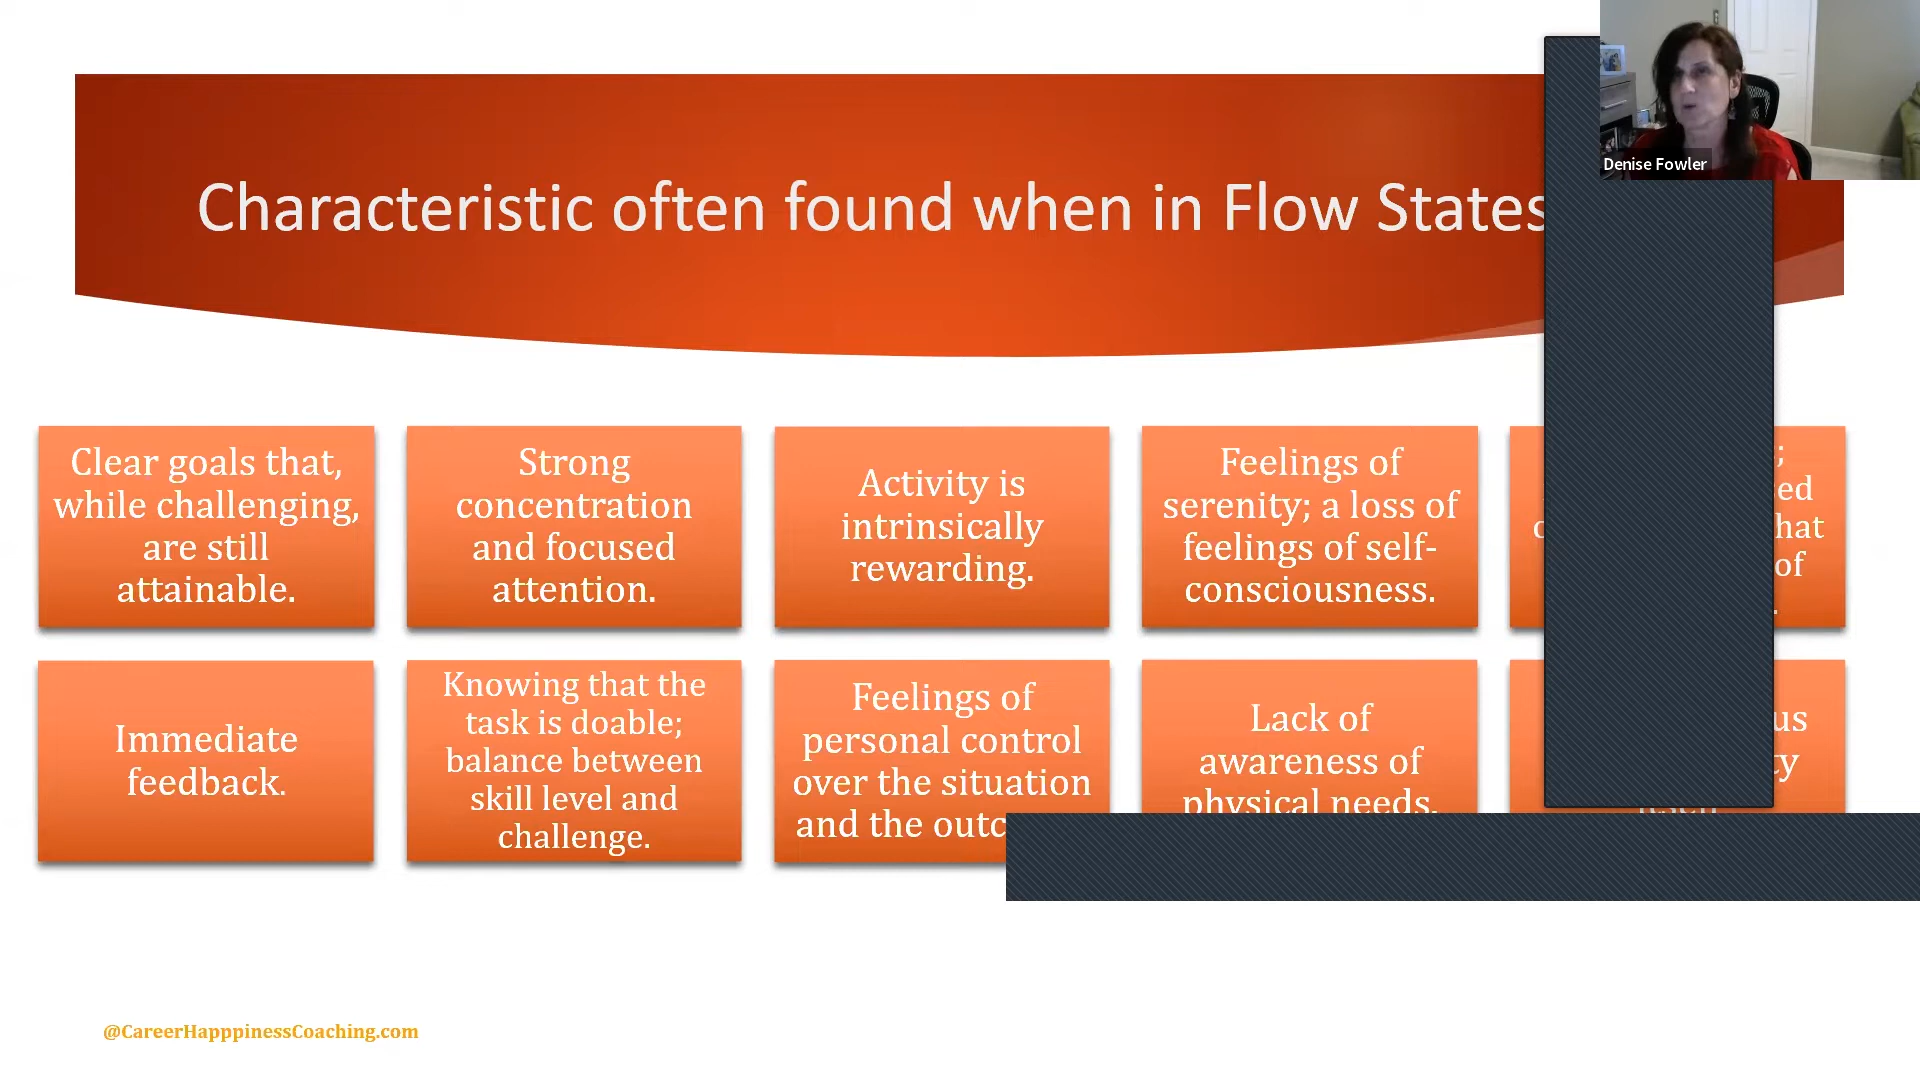 Denise Fowler
Characteristic often found when in Flow States
Clear goals that,
while challenging,
are still
attainable.
Strong
concentration
and focused
attention.
Activity is
intrinsically
rewarding.
Feelings of
serenity; a loss of
feelings of self-
consciousness.
of
Immediate
feedback.
Knowing that the
task is doable;
balance between
skill level and
challenge.
Feelings of
personal control
over the situation
and the
Lack of
awareness of
physical needs.
@CareerHapppinessCoaching.com